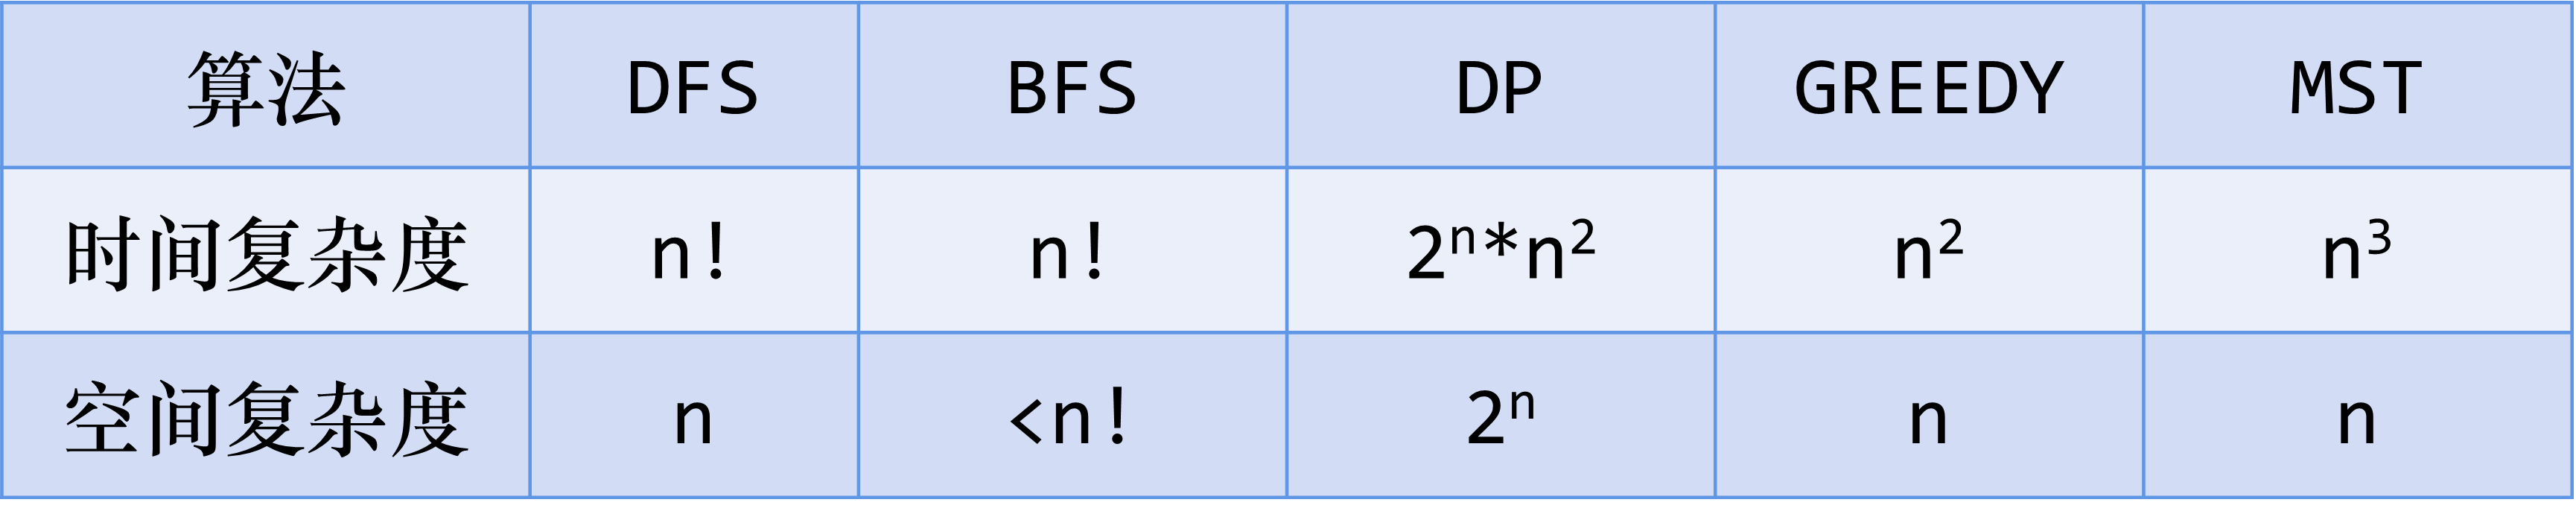 算法 DFS BFS DP GREEDY MST
时间复杂度 n! n! 2ⁿ*n² n² n³
空间复杂度 n <n! 2ⁿ n n